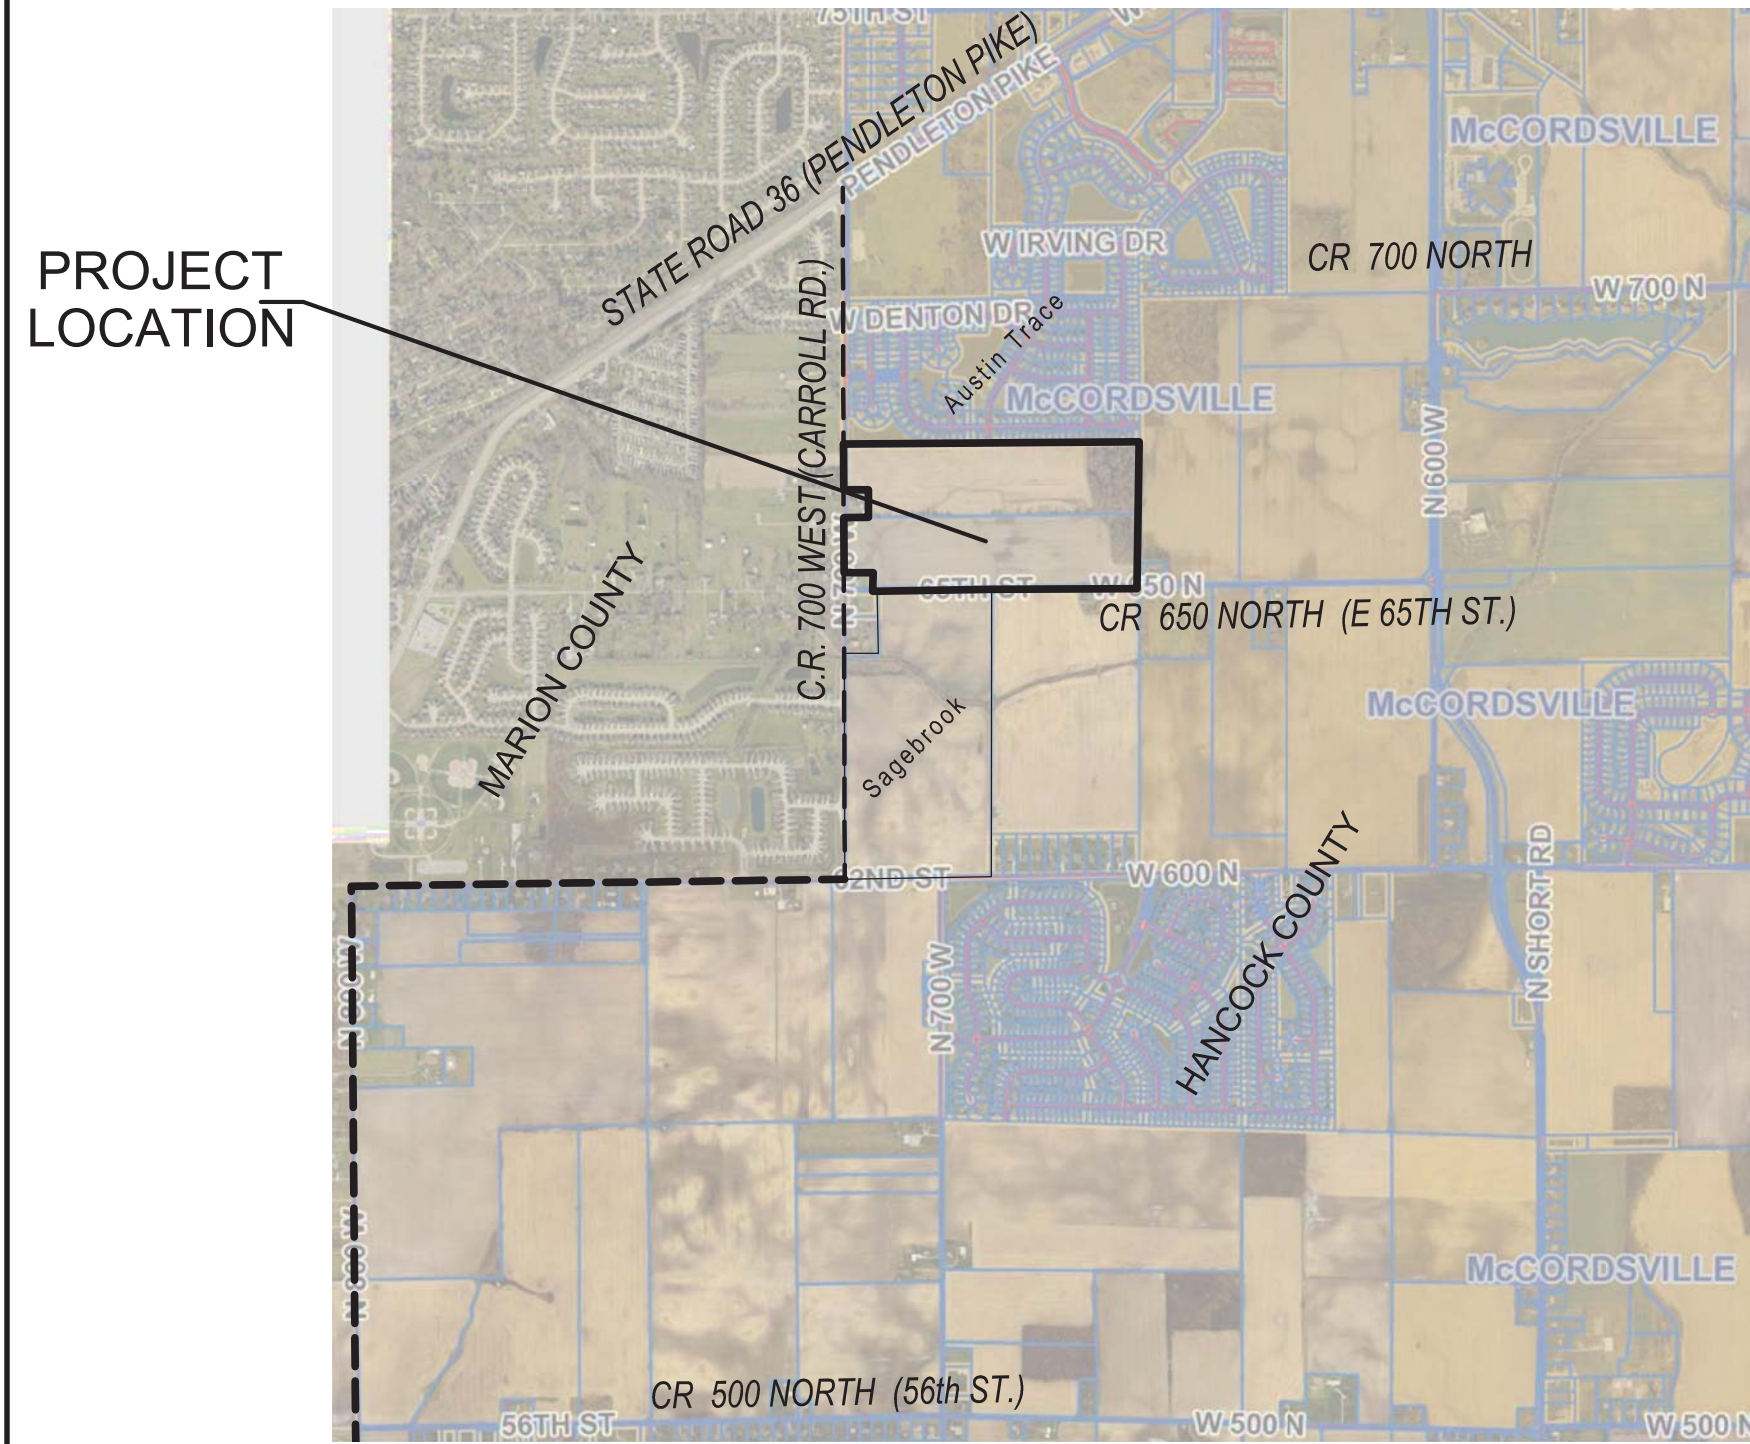 75TH ST
STATE ROAD 36 (PENDLETON PIKE)
PENDLETON PIKE
McCORDSVILLE
PROJECT
LOCATION
W IRVING DR
CR 700 NORTH
W 700 N
W DENTON DR
Austin Trace
McCORDSVILLE
C.R. 700 WEST (CARROLL RD.)
N 700 W
N 600 W
65TH ST
W 650 N
CR 650 NORTH (E 65TH ST.)
MARION COUNTY
McCORDSVILLE
Sagebrook
62ND ST
W 600 N
HANCOCK COUNTY
N SHORT RD
N 800 W
N 700 W
N 800 W
McCORDSVILLE
CR 500 NORTH (56th ST.)
56TH ST
W 500 N
W 500 N